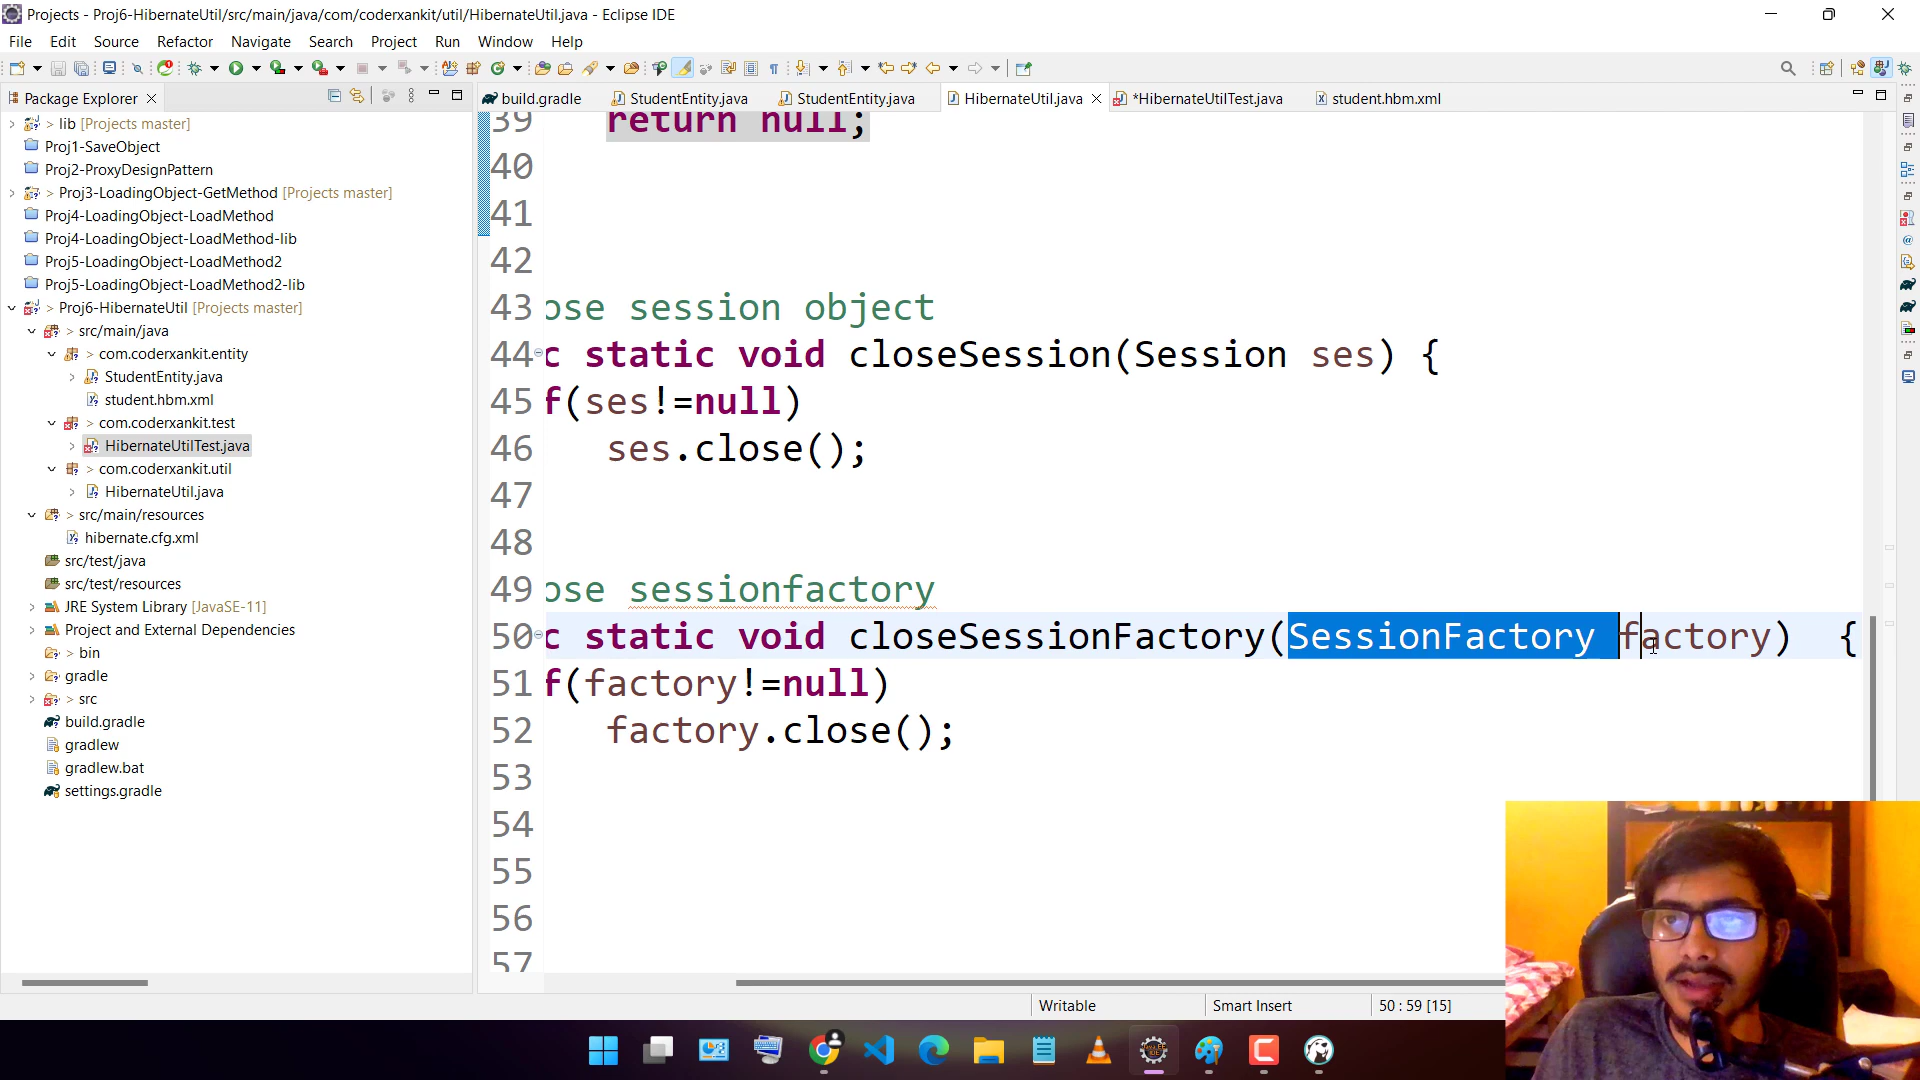 Projects - Proj6-HibernateUtil/src/main/java/com/coderxankit/util/HibernateUtil.java - Eclipse IDE
File Edit Source Refactor Navigate Search Project Run Window Help
Package Explorer
build.gradle StudentEntity.java StudentEntity.java HibernateUtil.java *HibernateUtilTest.java student.hbm.xml
> lib [Projects master]
Proj1-SaveObject
Proj2-ProxyDesignPattern
> Proj3-LoadingObject-GetMethod [Projects master]
Proj4-LoadingObject-LoadMethod
Proj4-LoadingObject-LoadMethod-lib
Proj5-LoadingObject-LoadMethod2
Proj5-LoadingObject-LoadMethod2-lib
> Proj6-HibernateUtil [Projects master]
> src/main/java
> com.coderxankit.entity
StudentEntity.java
student.hbm.xml
> com.coderxankit.test
HibernateUtilTest.java
> com.coderxankit.util
HibernateUtil.java
> src/main/resources
hibernate.cfg.xml
src/test/java
src/test/resources
JRE System Library [JavaSE-11]
Project and External Dependencies
> bin
gradle
> src
build.gradle
gradlew
gradlew.bat
settings.gradle
39 return null;
40
41
42
43 ose session object
44 c static void closeSession(Session ses) {
45 f(ses!=null)
46 ses.close();
47
48
49 ose sessionfactory
50 c static void closeSessionFactory(SessionFactory factory) {
51 f(factory!=null)
52 factory.close();
53
54
55
56
57
Writable Smart Insert 50 : 59 [15]